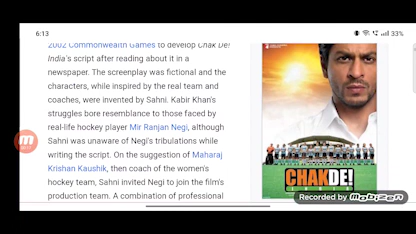 6:13
2002 Commonwealth Games to develop Chak De!
India's script after reading about it in a
newspaper. The screenplay was fictional and the
characters, while inspired by the real team and
coaches, were invented by Sahni. Kabir Khan's
struggles bore resemblance to those faced by
real-life hockey player Mir Ranjan Negi, although
Sahni was unaware of Negi's tribulations while
writing the script. On the suggestion of Maharaj
Krishan Kaushik, then coach of the women's
hockey team, Sahni invited Negi to join the film's
production team. A combination of professional
CHAKDE!
INDIA
Recorded by Mobizen